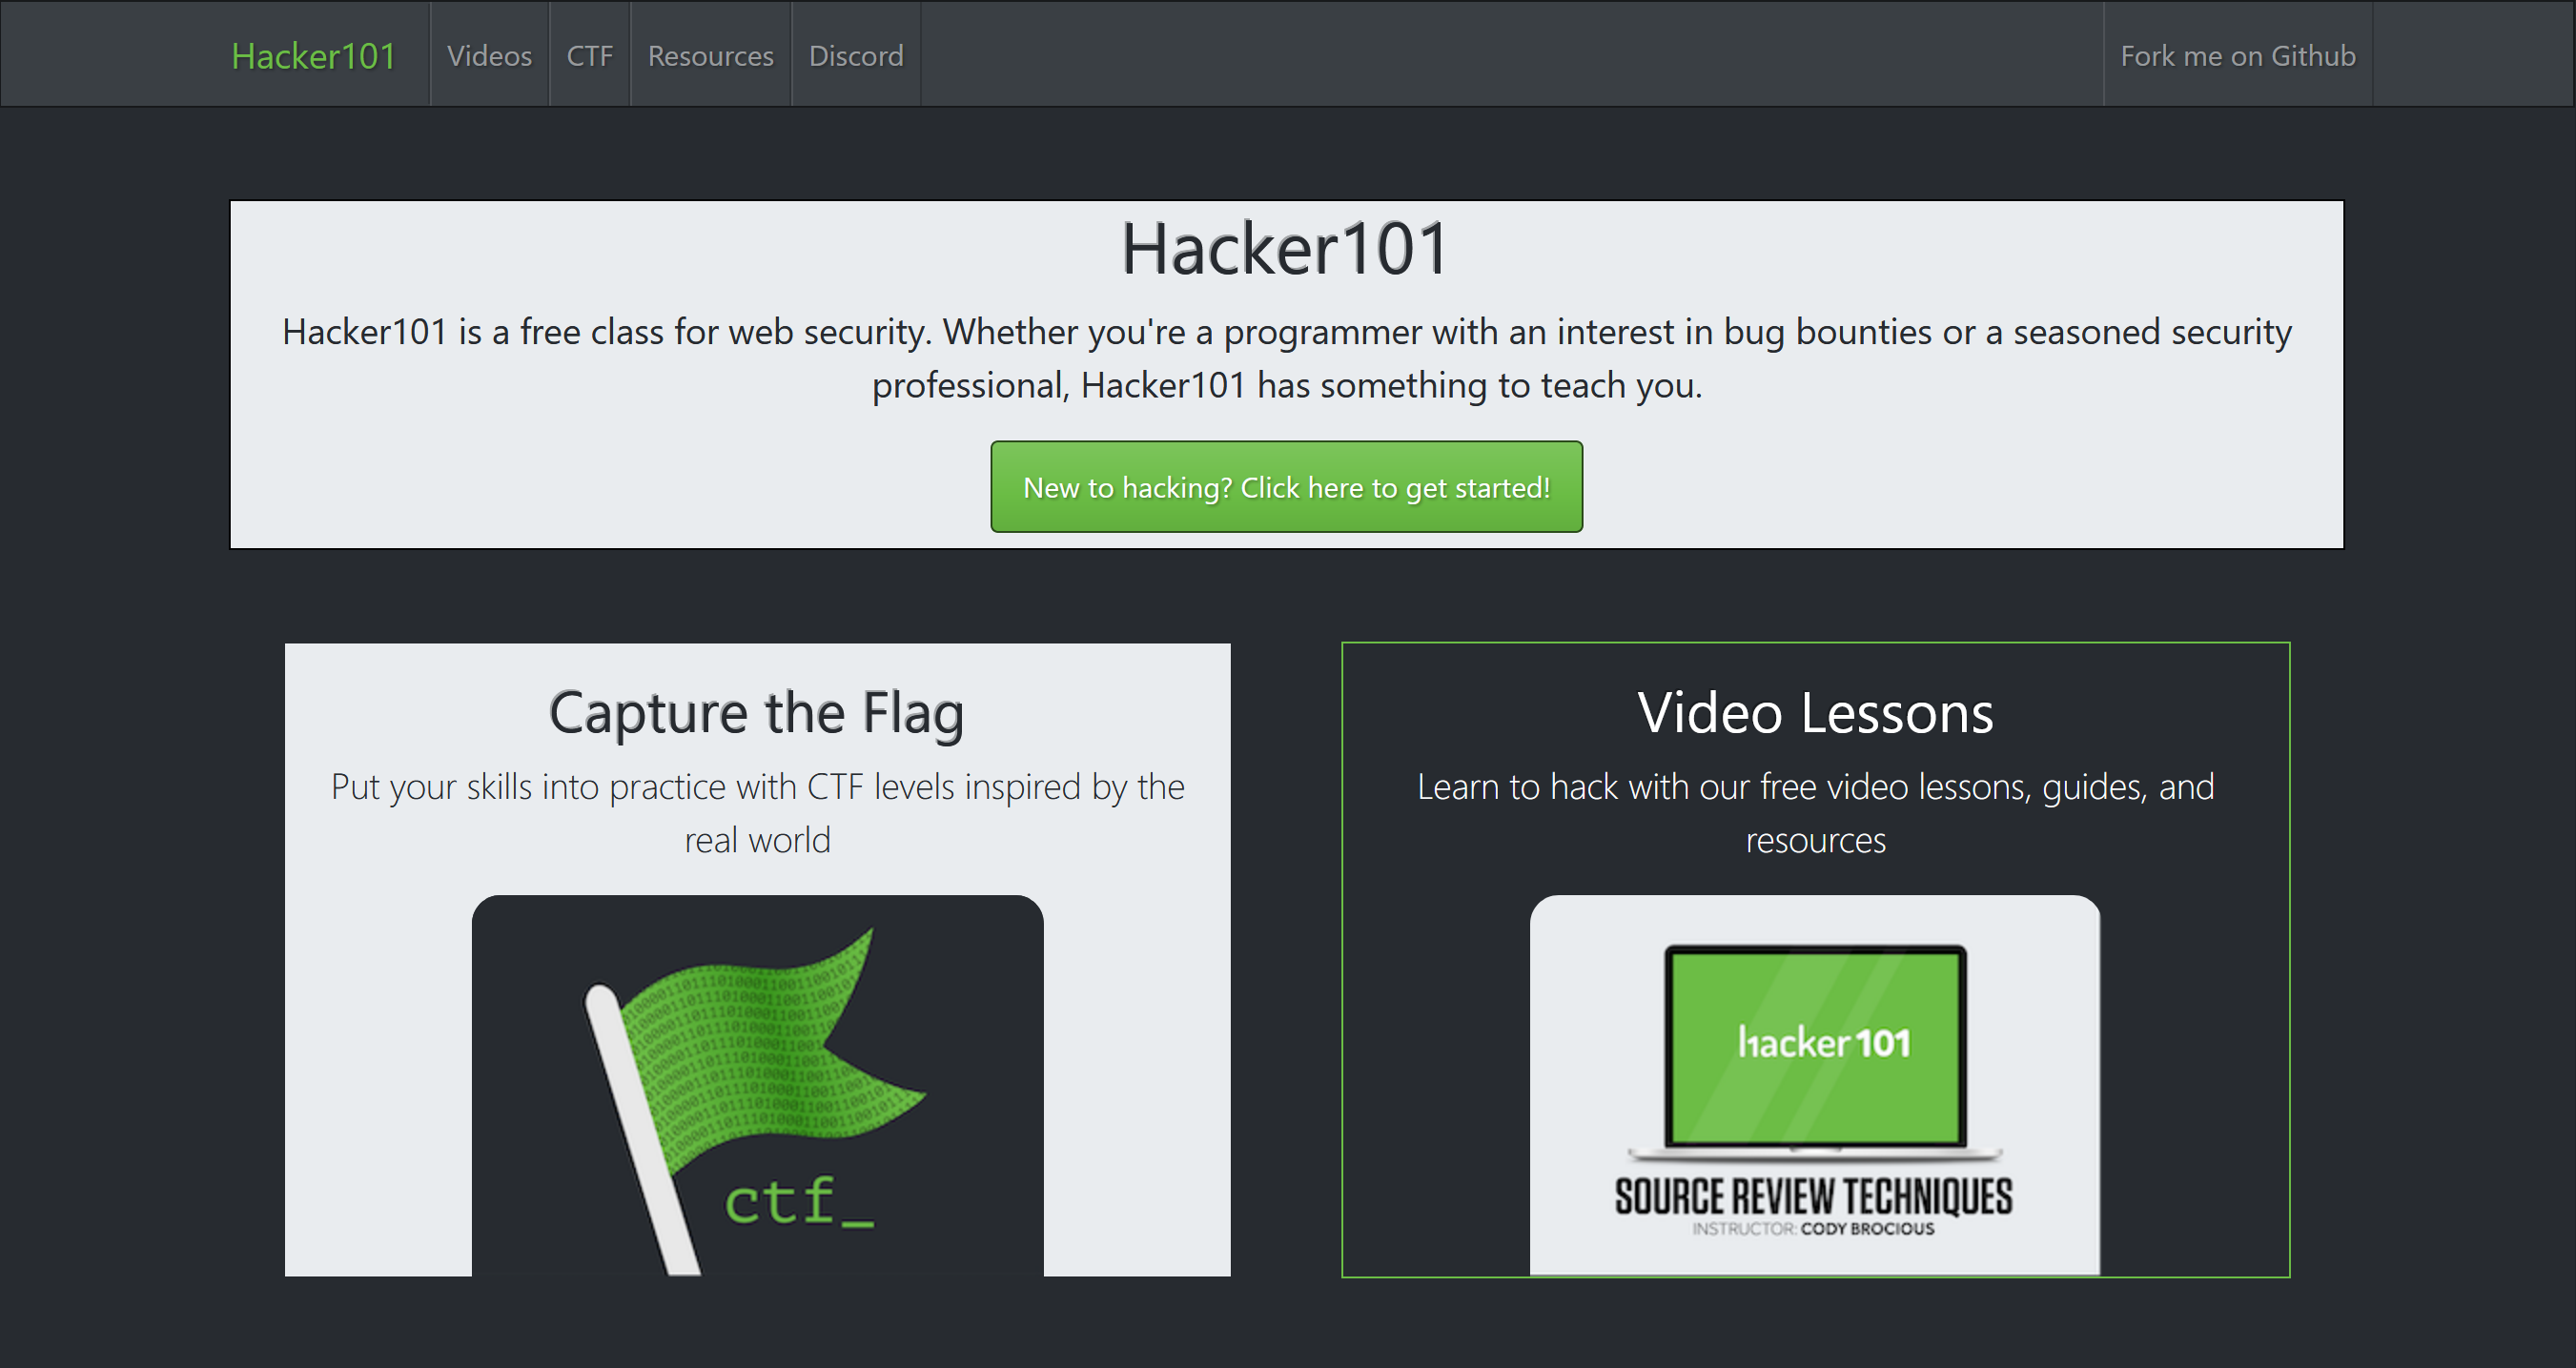 Hacker101
Videos
CTF
Resources
Discord
Fork me on Github
Hacker101
Hacker101 is a free class for web security. Whether you're a programmer with an interest in bug bounties or a seasoned security
professional, Hacker101 has something to teach you.
New to hacking? Click here to get started!
Capture the Flag
Put your skills into practice with CTF levels inspired by the
real world
ctf_
Video Lessons
Learn to hack with our free video lessons, guides, and
resources
hacker101
SOURCE REVIEW TECHNIQUES
INSTRUCTOR: CODY BROCIOUS